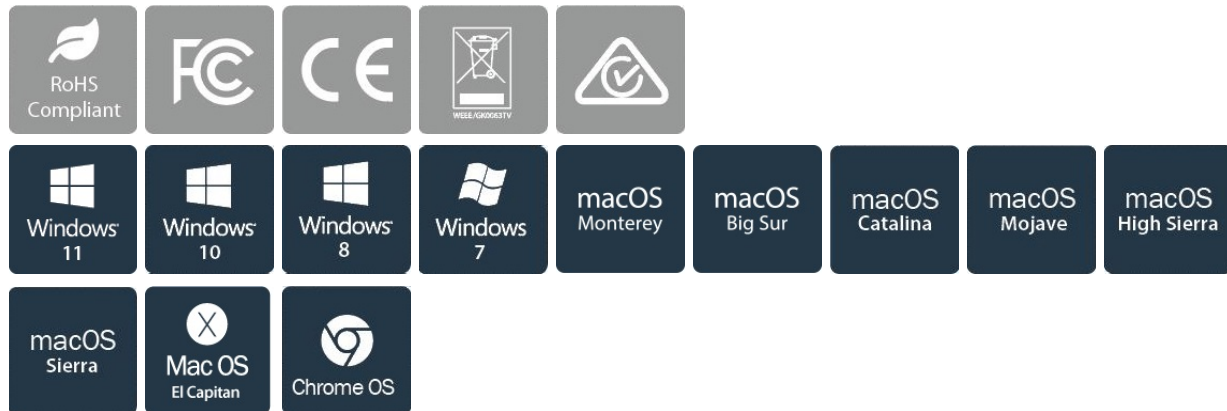 RoHS
Compliant
FC
CE
WEEE/GK0063TV
Windows
11
Windows
10
Windows
8
Windows
7
macOS
Monterey
macOS
Big Sur
macOS
Catalina
macOS
Mojave
macOS
High Sierra
macOS
Sierra
X
Mac OS
El Capitan
Chrome OS